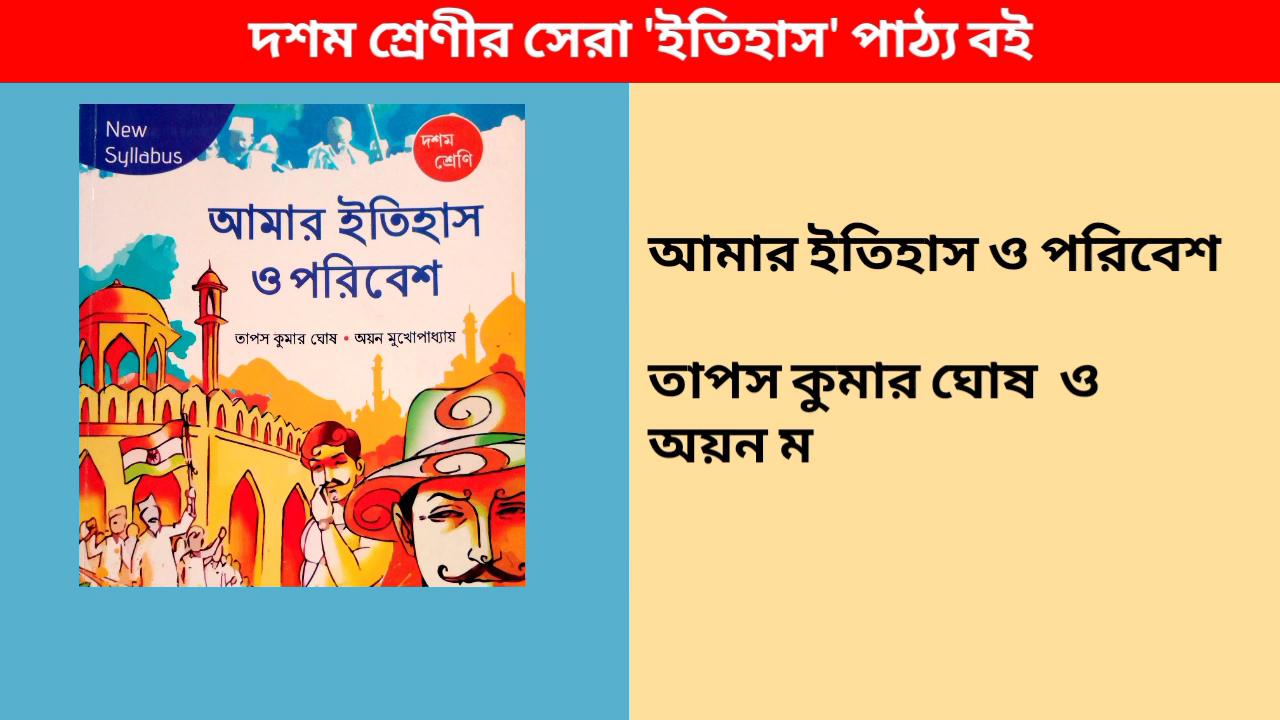 দশম শ্রেণীর সেরা 'ইতিহাস' পাঠ্য বই
New
Syllabus
দশম
শ্রেণি
আমার ইতিহাস
ও পরিবেশ
তাপস কুমার ঘোষ • অয়ন মুখোপাধ্যায়
আমার ইতিহাস ও পরিবেশ
তাপস কুমার ঘোষ ও
অয়ন ম